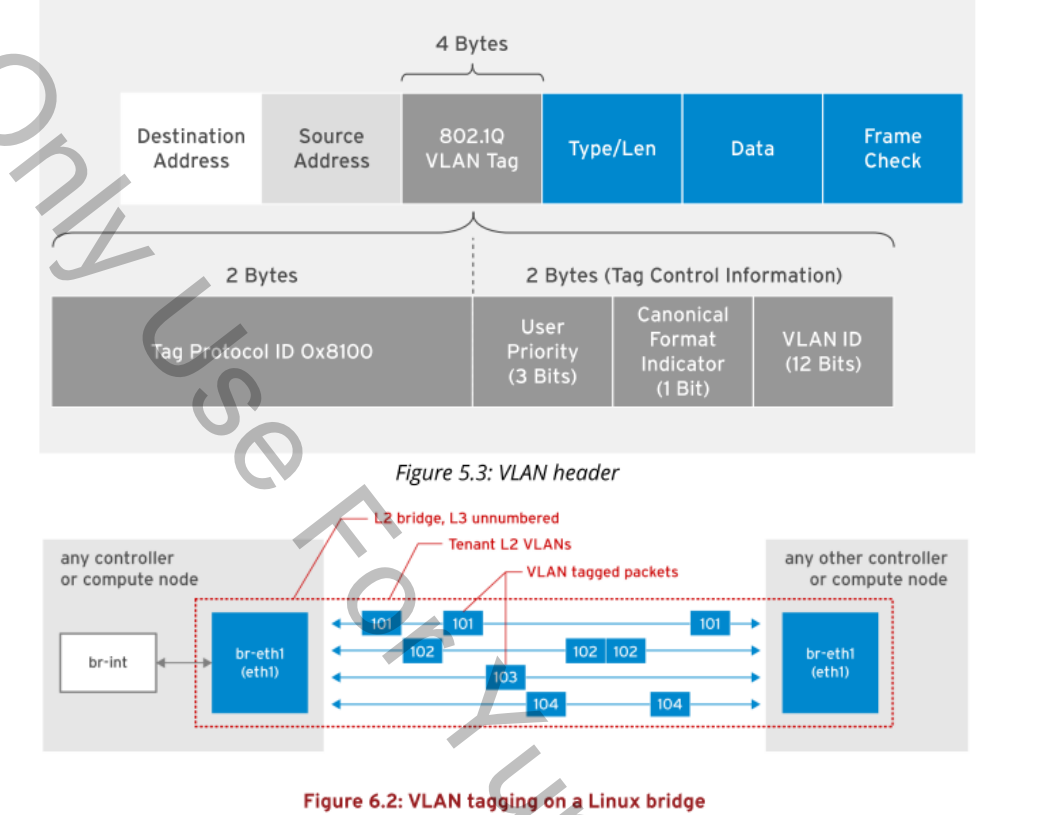 4 Bytes
Destination
Address
Source
Address
802.1Q
VLAN Tag
Type/Len
Data
Frame
Check
2 Bytes
2 Bytes (Tag Control Information)
Tag Protocol ID 0x8100
User
Priority
(3 Bits)
Canonical
Format
Indicator
(1 Bit)
VLAN ID
(12 Bits)
Figure 5.3: VLAN header
L2 bridge, L3 unnumbered
Tenant L2 VLANs
VLAN tagged packets
any controller
or compute node
any other controller
or compute node
br-int
br-eth1
(eth1)
101
101
101
102
102
102
103
104
104
br-eth1
(eth1)
Figure 6.2: VLAN tagging on a Linux bridge
Only Use For